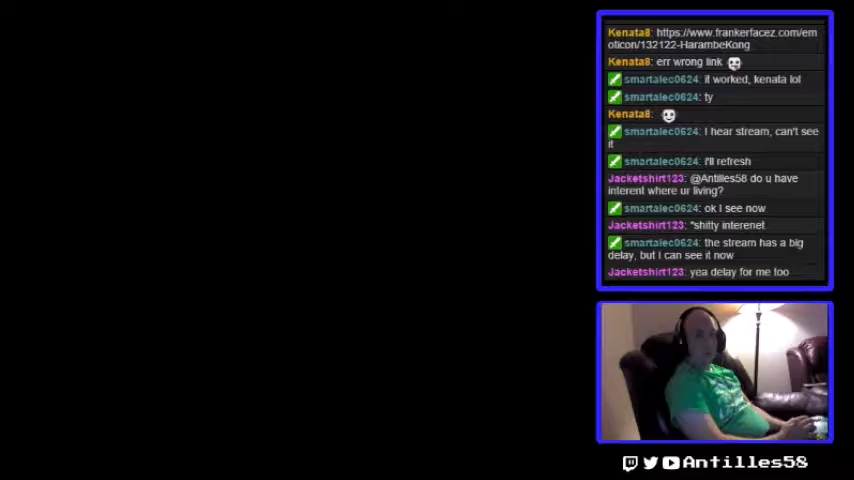 Kenata8: https://www.frankerfacez.com/em
oticon/132122-HarambeKong
Kenata8: err wrong link
smartalec0624: it worked, kenata lol
smartalec0624: ty
Kenata8:
smartalec0624: I hear stream, can't see
it
smartalec0624: i'll refresh
Jacketshirt123: @Antilles58 do u have
interent where ur living?
smartalec0624: ok I see now
Jacketshirt123: *shitty interenet
smartalec0624: the stream has a big
delay, but I can see it now
Jacketshirt123: yea delay for me too
Antilles58